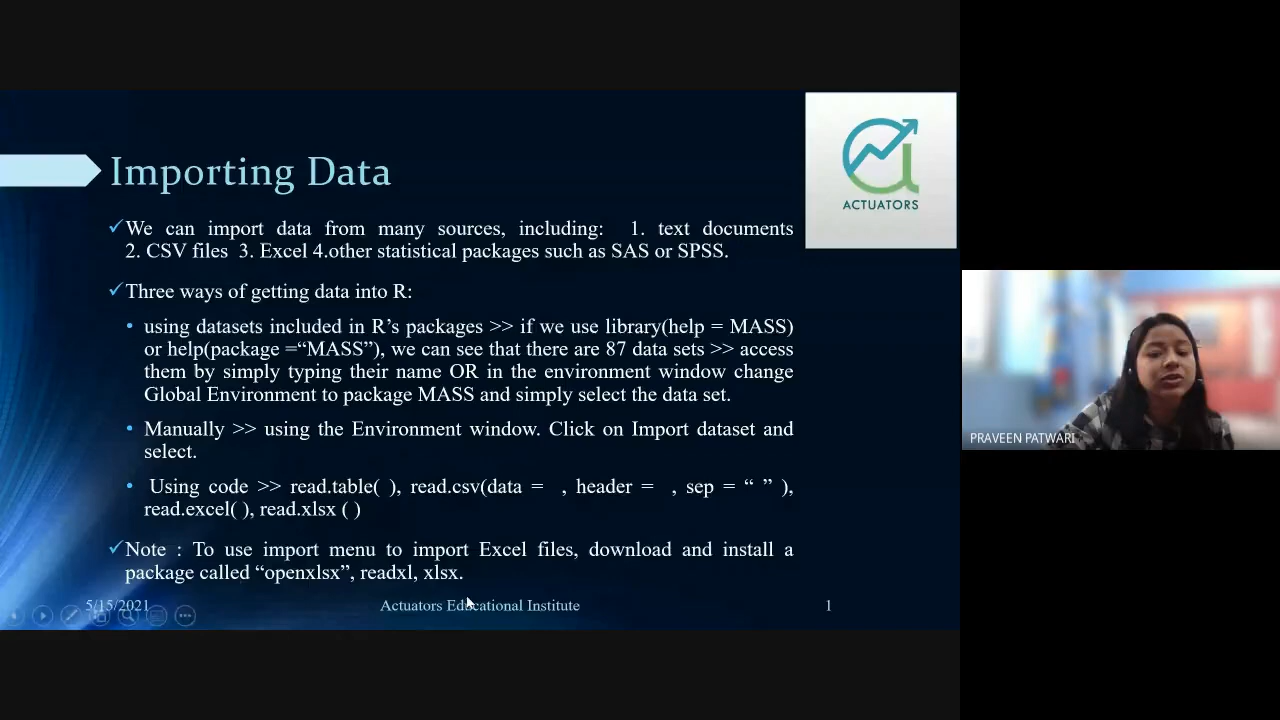 Importing Data
ACTUATORS
✓We can import data from many sources, including: 1. text documents
2. CSV files 3. Excel 4.other statistical packages such as SAS or SPSS.
✓Three ways of getting data into R:
• using datasets included in R’s packages >> if we use library(help = MASS)
or help(package =“MASS”), we can see that there are 87 data sets >> access
them by simply typing their name OR in the environment window change
Global Environment to package MASS and simply select the data set.
• Manually >> using the Environment window. Click on Import dataset and
select.
• Using code >> read.table( ), read.csv(data = , header = , sep = “ ” ),
read.excel( ), read.xlsx ( )
✓Note : To use import menu to import Excel files, download and install a
package called “openxlsx”, readxl, xlsx.
5/15/2021
Actuators Educational Institute
1
PRAVEEN PATWARI